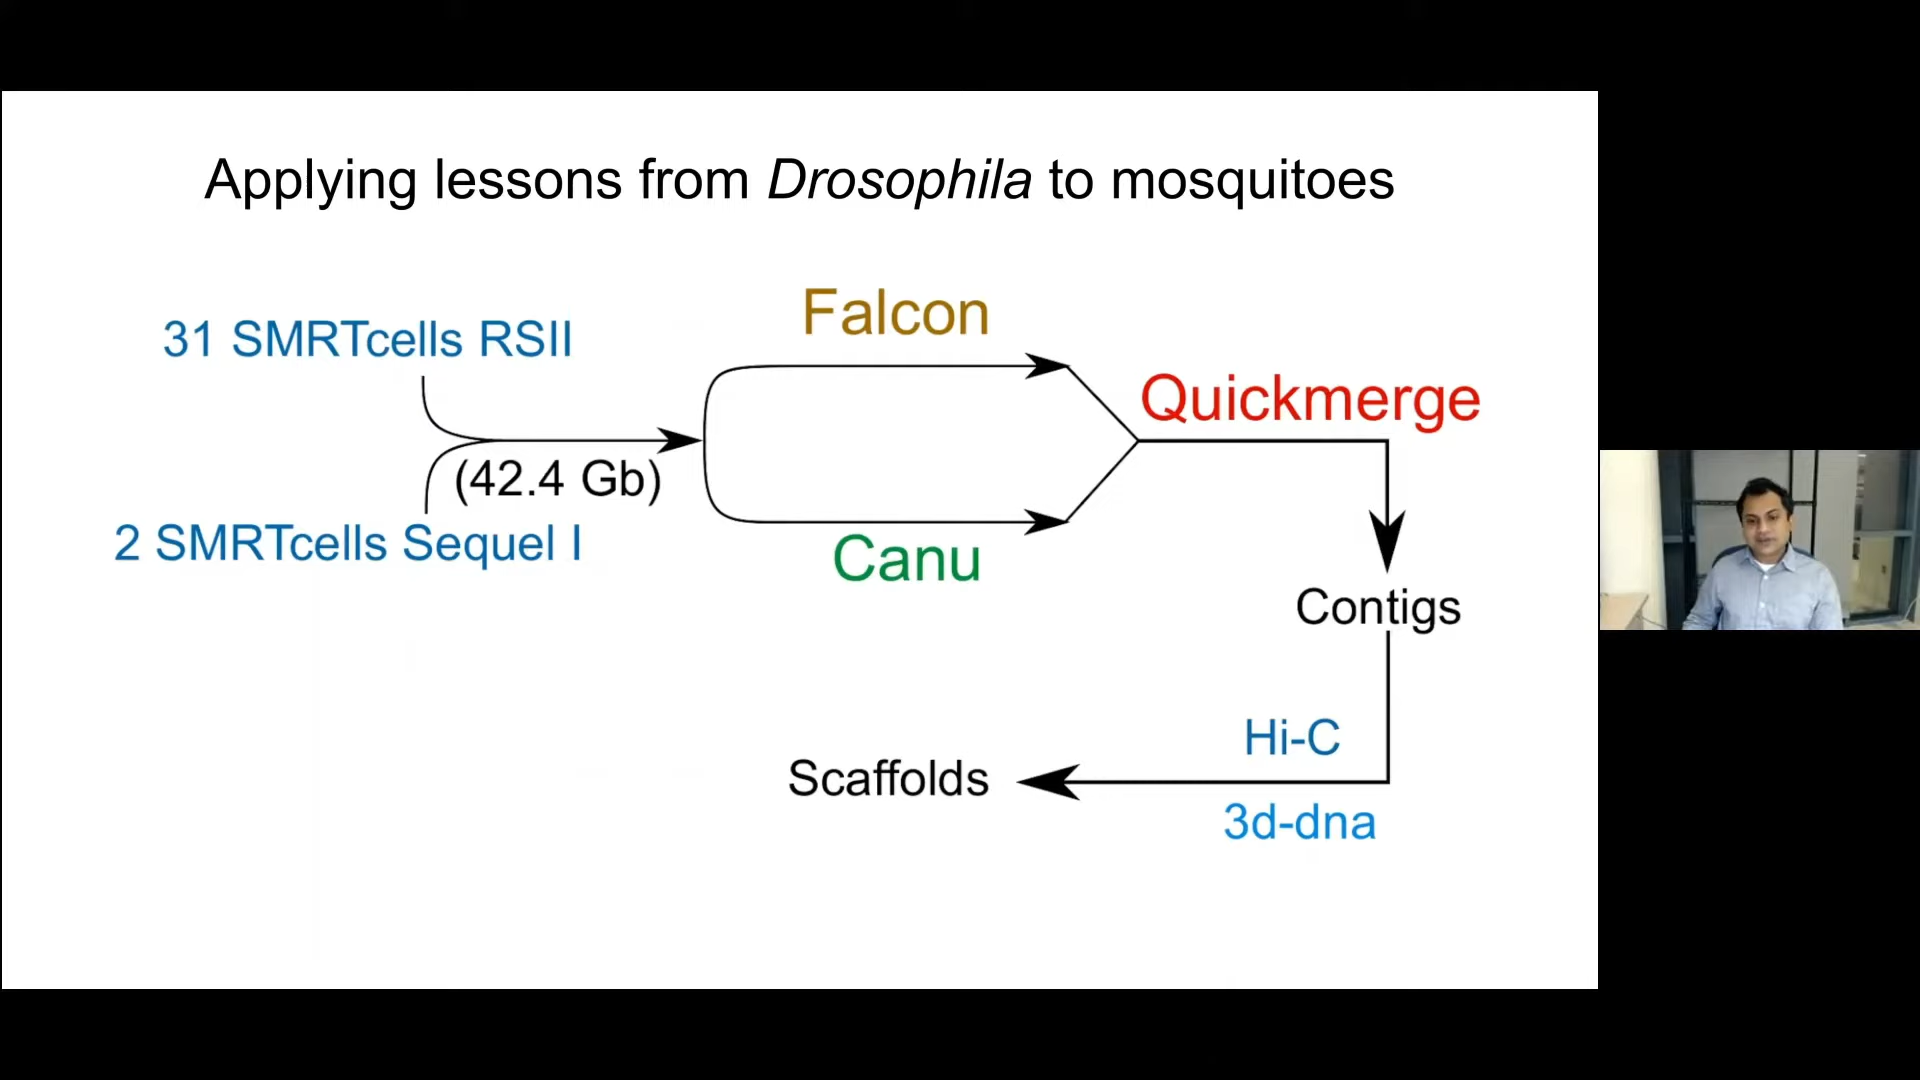 Applying lessons from Drosophila to mosquitoes
31 SMRTcells RSII
(42.4 Gb)
2 SMRTcells Sequel I
Falcon
Canu
Quickmerge
Contigs
Hi-C
3d-dna
Scaffolds